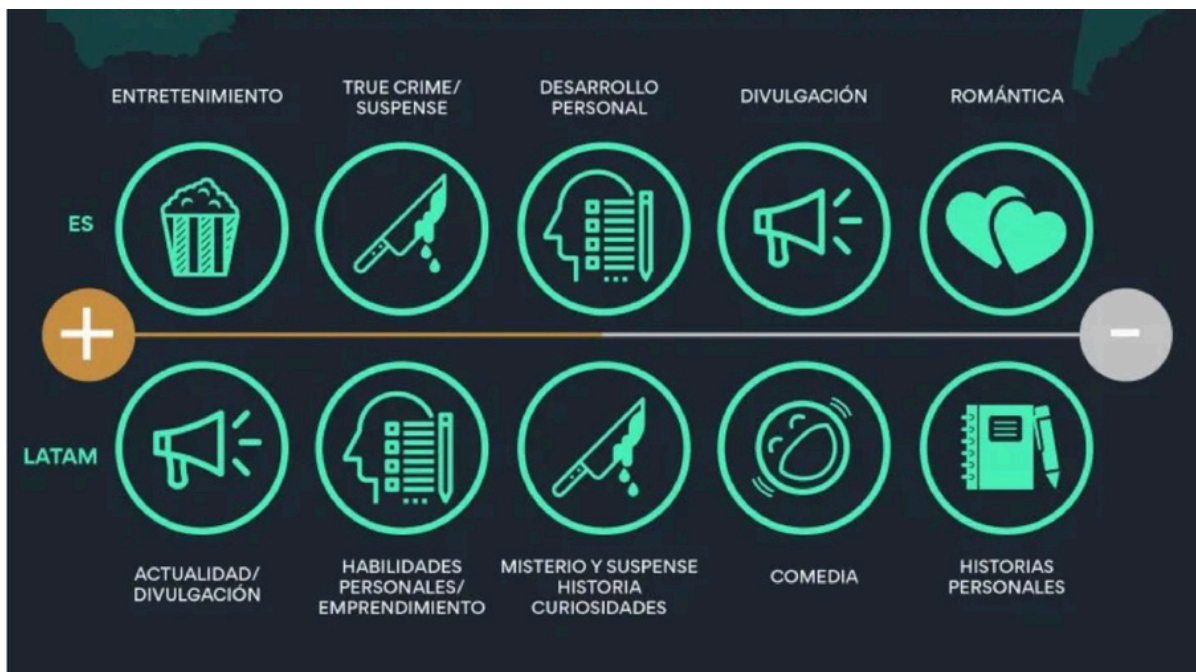 ENTRETENIMIENTO
TRUE CRIME/
SUSPENSE
DESARROLLO
PERSONAL
DIVULGACIÓN
ROMÁNTICA
ES
+
-
LATAM
ACTUALIDAD/
DIVULGACIÓN
HABILIDADES
PERSONALES/
EMPRENDIMIENTO
MISTERIO Y SUSPENSE
HISTORIA
CURIOSIDADES
COMEDIA
HISTORIAS
PERSONALES